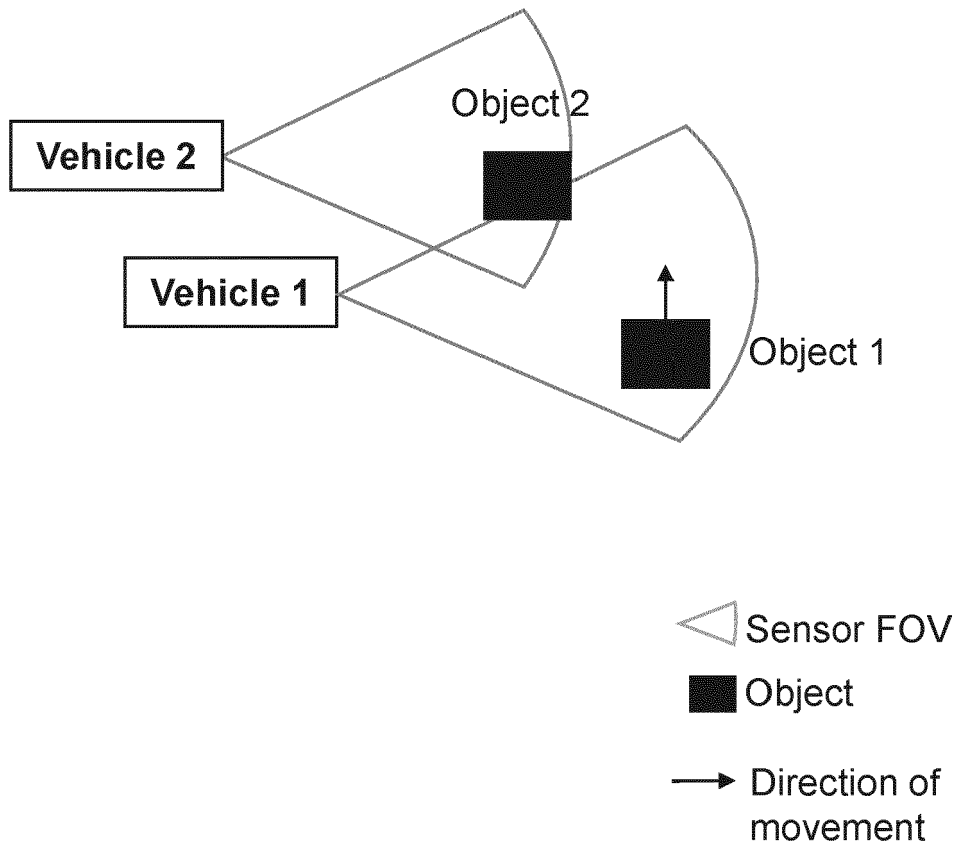 Object 2
Vehicle 2
Vehicle 1
Object 1
Sensor FOV
Object
Direction of
movement